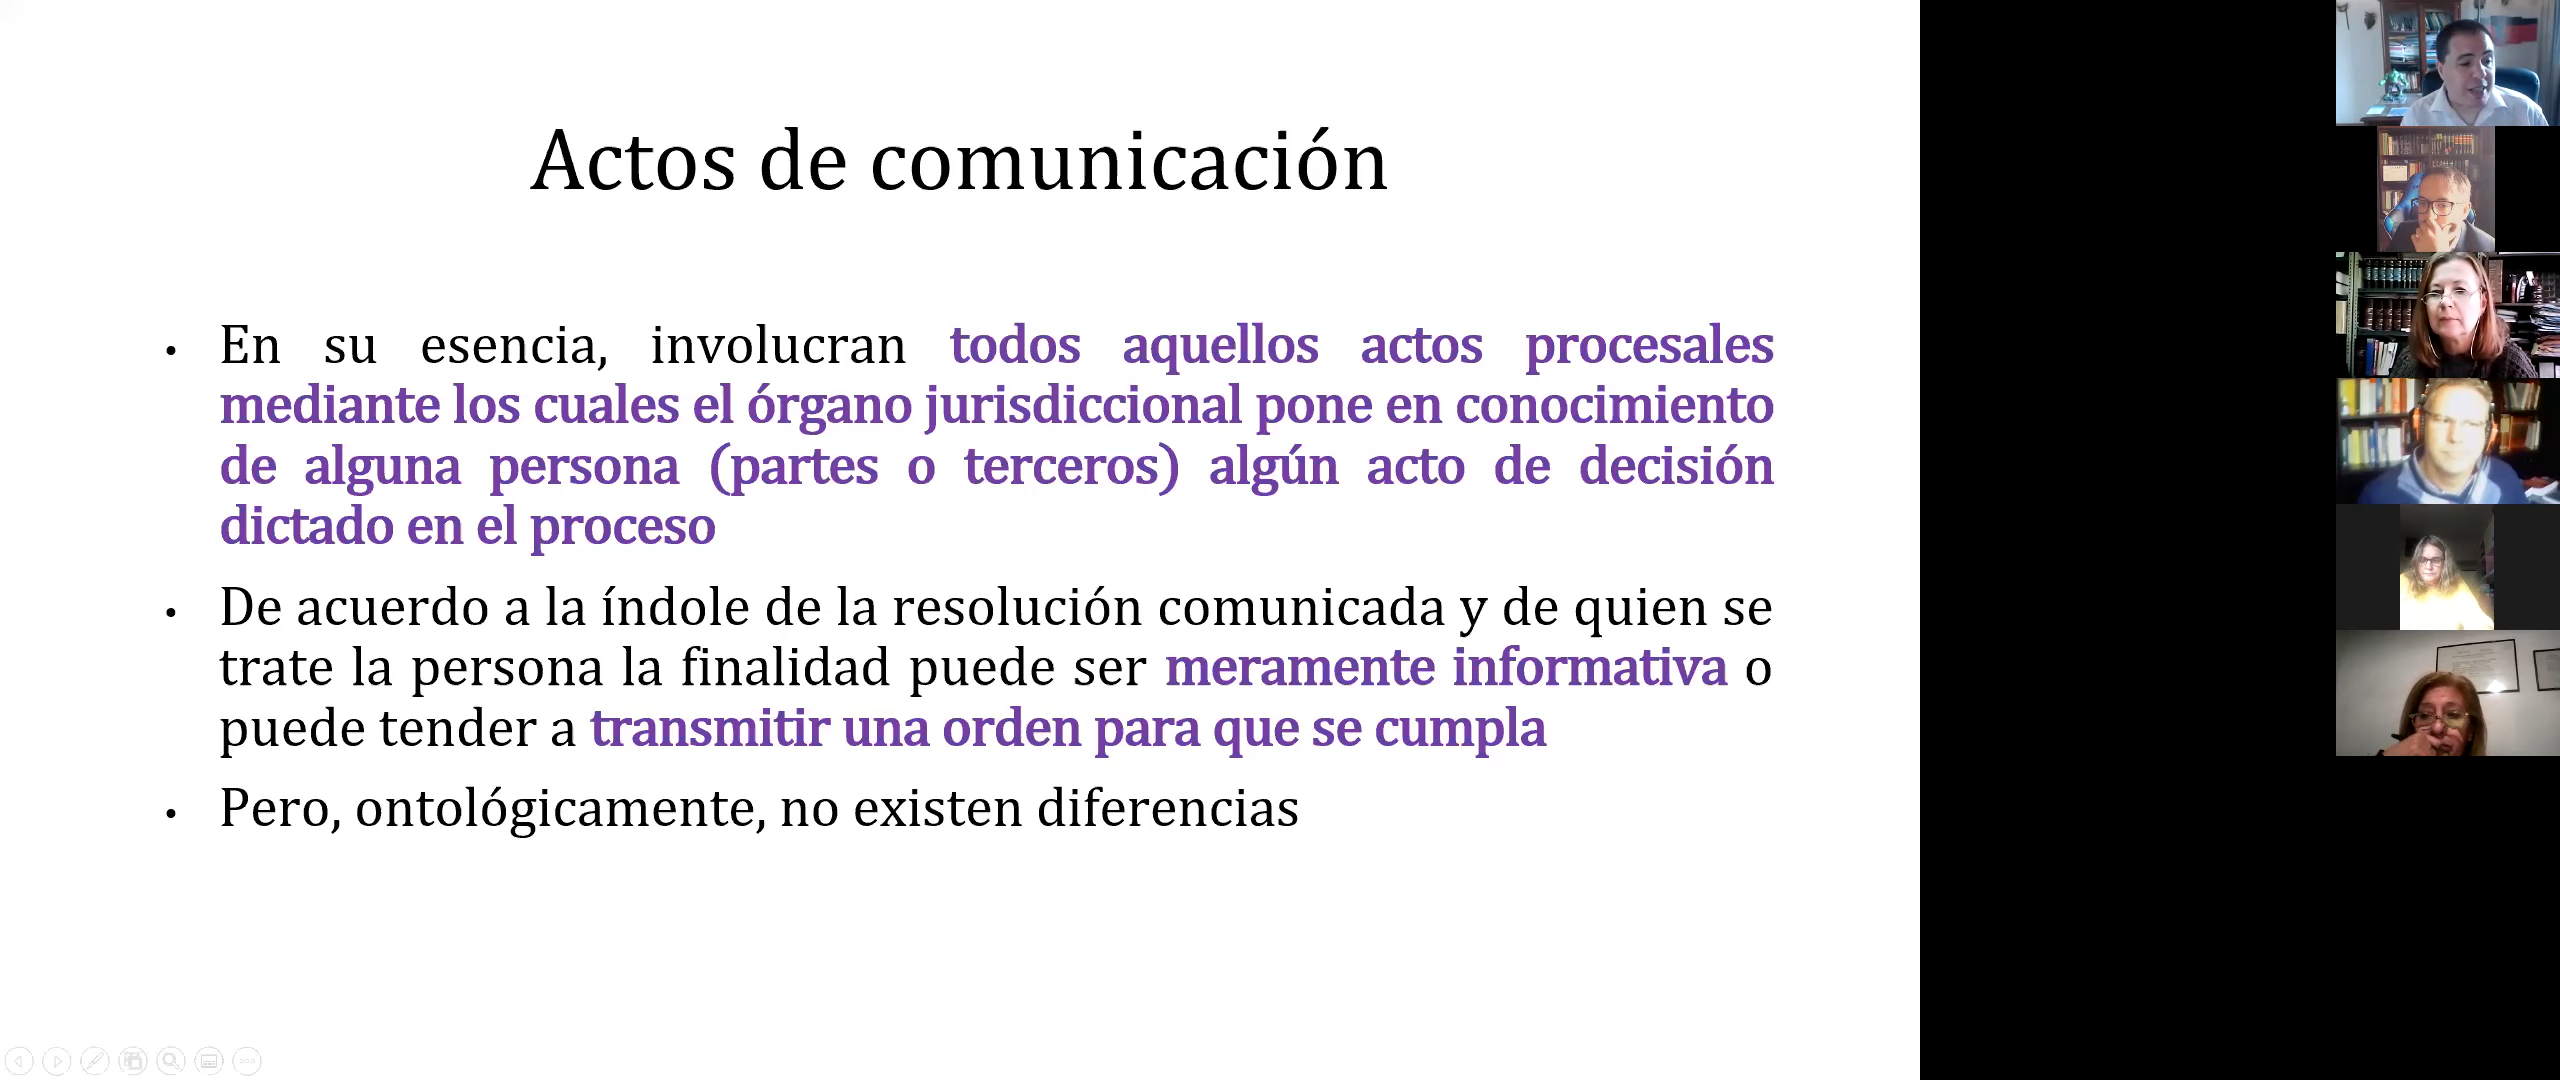 Actos de comunicación
• En su esencia, involucran todos aquellos actos procesales
mediante los cuales el órgano jurisdiccional pone en conocimiento
de alguna persona (partes o terceros) algún acto de decisión
dictado en el proceso
• De acuerdo a la índole de la resolución comunicada y de quien se
trate la persona la finalidad puede ser meramente informativa o
puede tender a transmitir una orden para que se cumpla
• Pero, ontológicamente, no existen diferencias